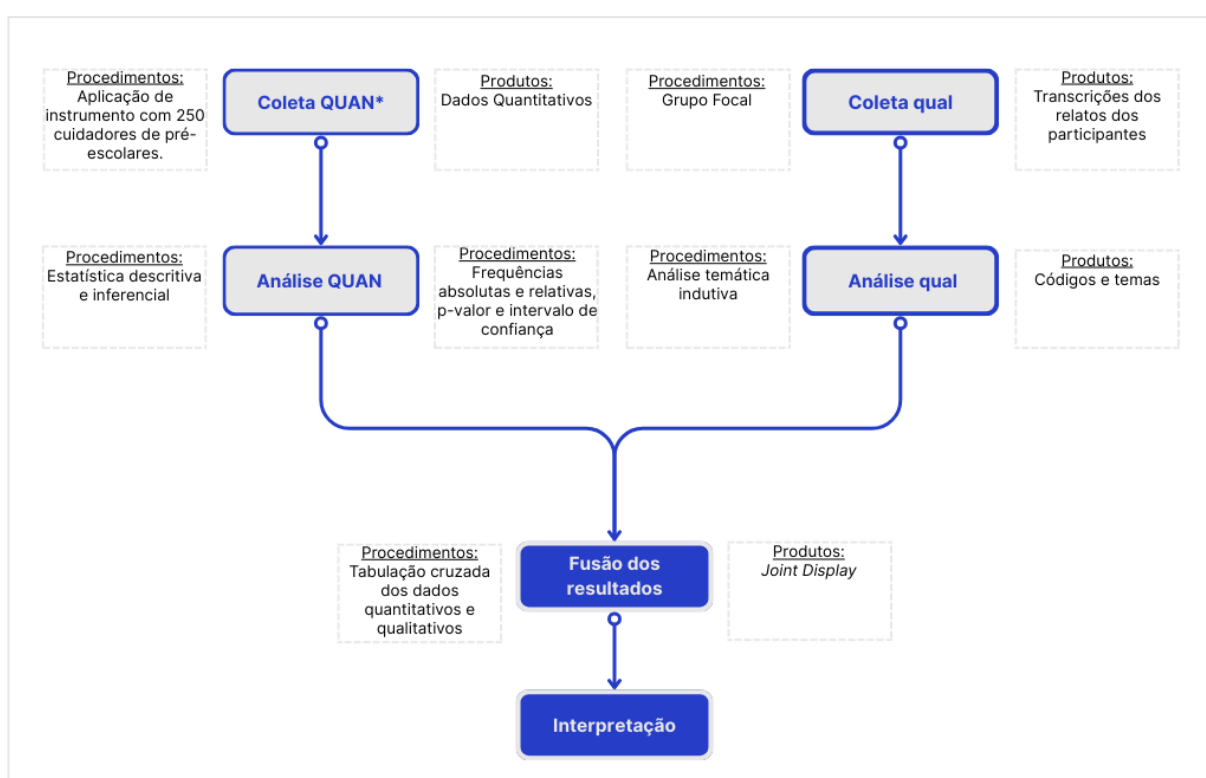 Procedimentos:
Aplicação de
instrumento com 250
cuidadores de pré-
escolares.
Coleta QUAN*
Produtos:
Dados Quantitativos
Procedimentos:
Grupo Focal
Coleta qual
Produtos:
Transcrições dos
relatos dos
participantes
Procedimentos:
Estatística descritiva
e inferencial
Análise QUAN
Procedimentos:
Frequências
absolutas e relativas,
p-valor e intervalo de
confiança
Procedimentos:
Análise temática
indutiva
Análise qual
Produtos:
Códigos e temas
Procedimentos:
Tabulação cruzada
dos dados
quantitativos e
qualitativos
Fusão dos
resultados
Produtos:
Joint Display
Interpretação